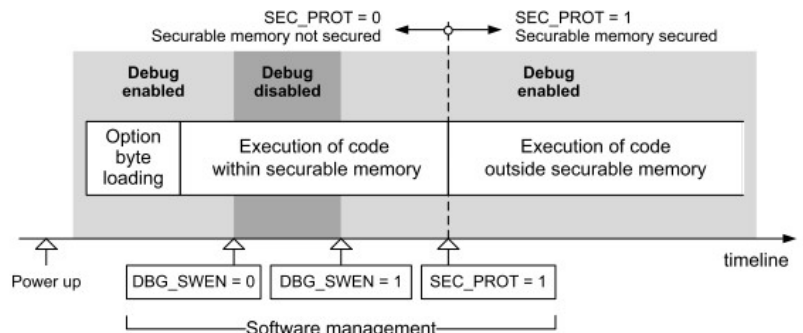 SEC_PROT = 0
Securable memory not secured
SEC_PROT = 1
Securable memory secured
Debug
enabled
Debug
disabled
Debug
enabled
Option
byte
loading
Execution of code
within securable memory
Execution of code
outside securable memory
timeline
Power up
DBG_SWEN = 0
DBG_SWEN = 1
SEC_PROT = 1
Software management